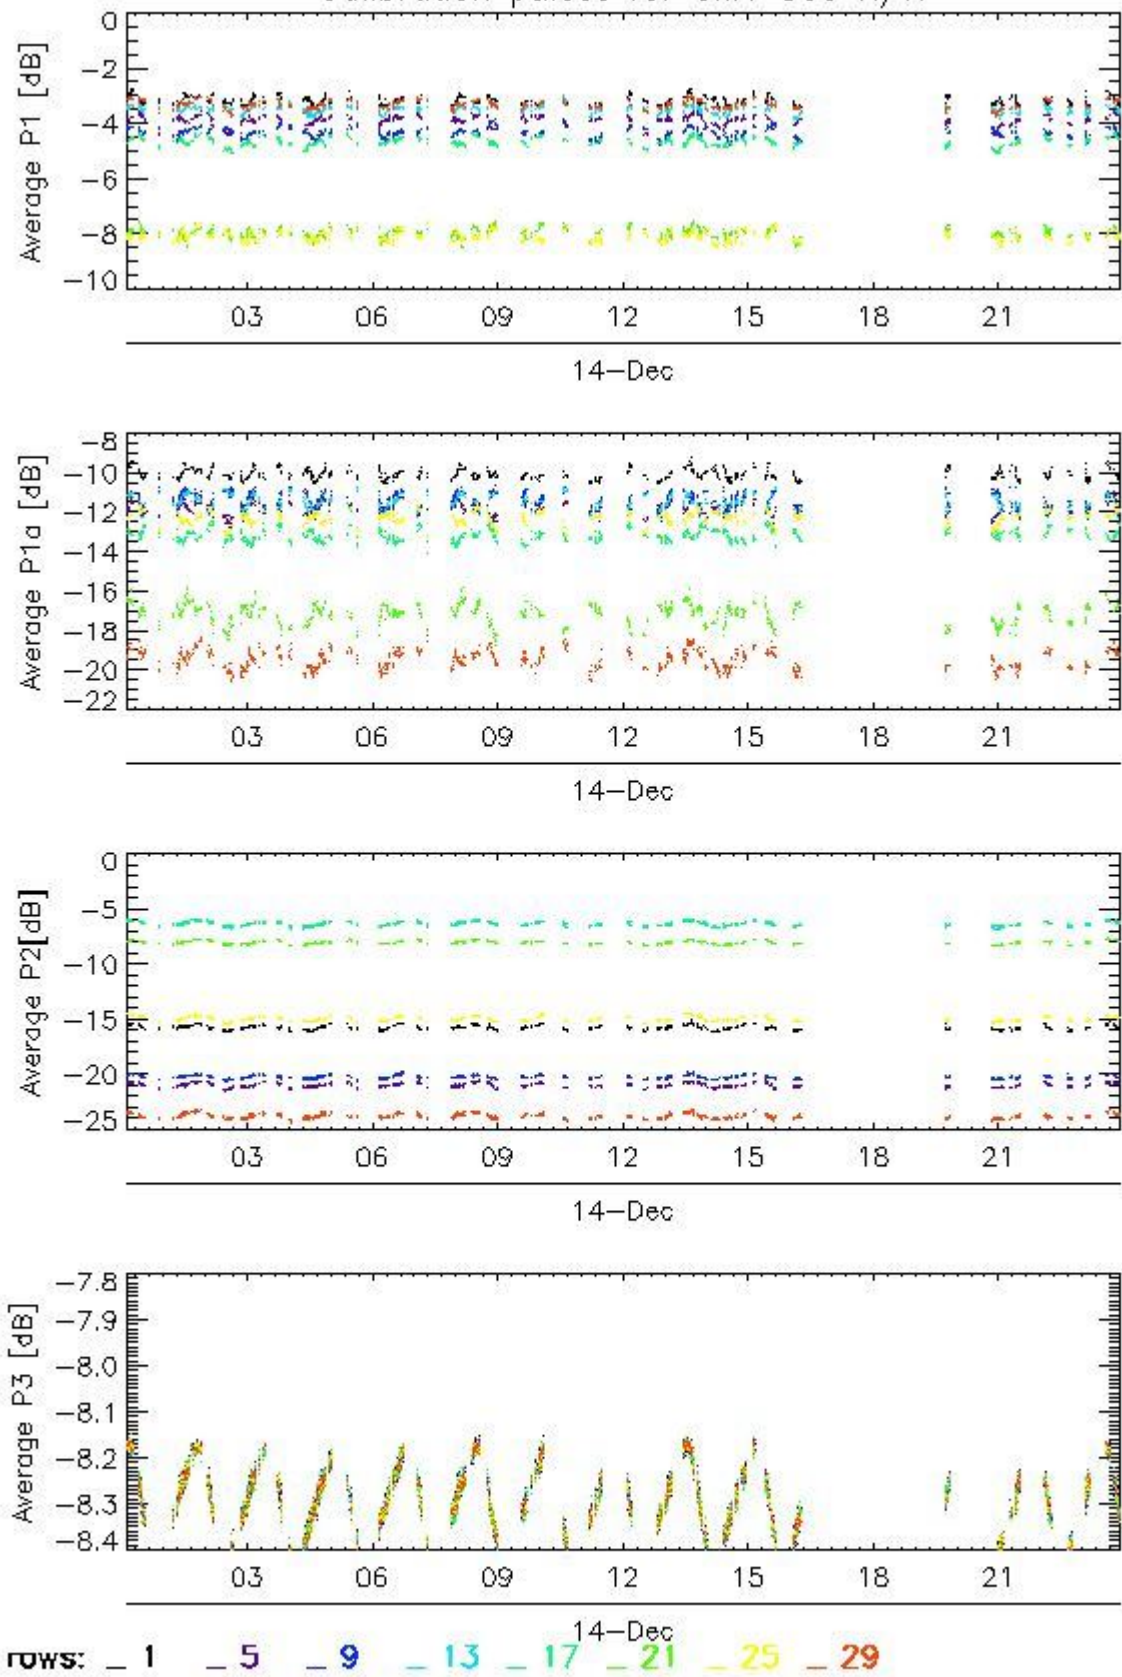 0
-2
-4
-6
-8
-10
Average P1 [dB]
03 06 09 12 15 18 21
14-Dec
-8
-10
-12
-14
-16
-18
-20
-22
Average P1a [dB]
03 06 09 12 15 18 21
14-Dec
0
-5
-10
-15
-20
-25
Average P2[dB]
03 06 09 12 15 18 21
14-Dec
-7.8
-7.9
-8.0
-8.1
-8.2
-8.3
-8.4
Average P3 [dB]
03 06 09 12 15 18 21
14-Dec
rows: _ 1 _ 5 _ 9 _ 13 _ 17 _ 21 _ 25 _ 29